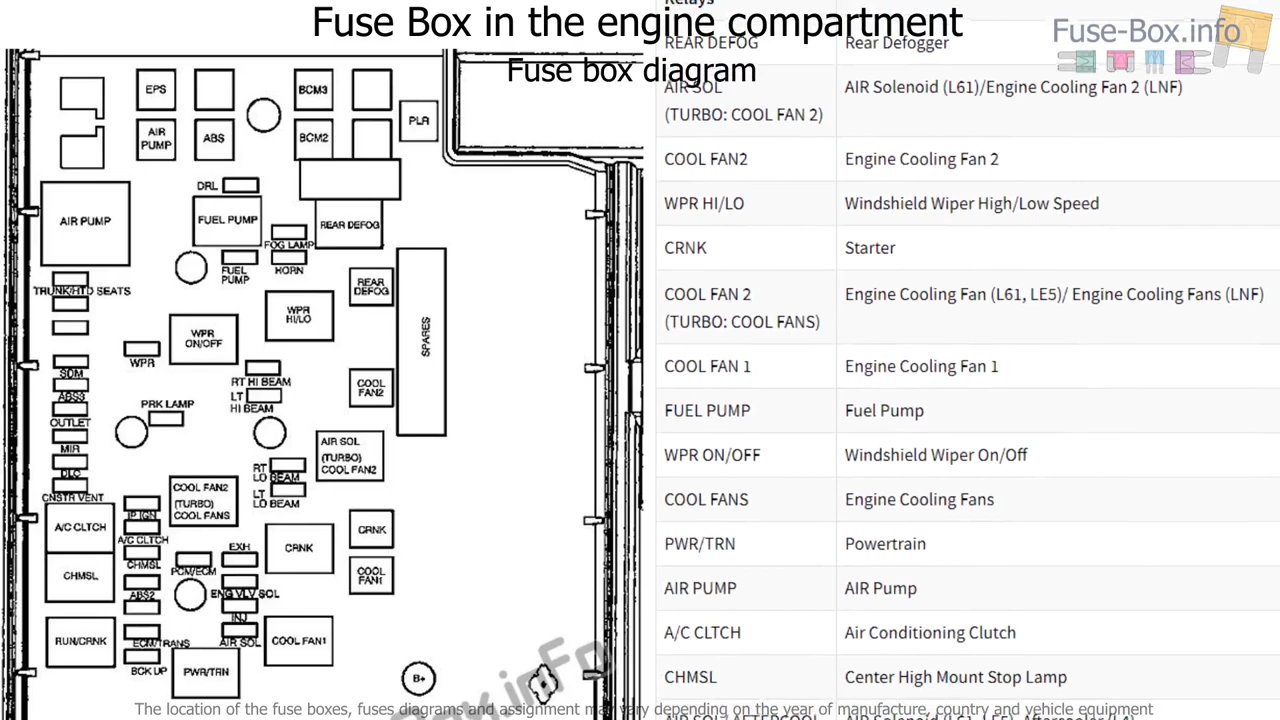 Fuse Box in the engine compartment
Fuse box diagram
Fuse-Box.info
Relays
REAR DEFOG Rear Defogger
AIR SOL AIR Solenoid (L61)/Engine Cooling Fan 2 (LNF)
(TURBO: COOL FAN 2)
COOL FAN2 Engine Cooling Fan 2
WPR HI/LO Windshield Wiper High/Low Speed
CRNK Starter
COOL FAN 2 Engine Cooling Fan (L61, LE5)/ Engine Cooling Fans (LNF)
(TURBO: COOL FANS)
COOL FAN 1 Engine Cooling Fan 1
FUEL PUMP Fuel Pump
WPR ON/OFF Windshield Wiper On/Off
COOL FANS Engine Cooling Fans
PWR/TRN Powertrain
AIR PUMP AIR Pump
A/C CLTCH Air Conditioning Clutch
CHMSL Center High Mount Stop Lamp
EPS
BCM3
PLR
AIR
PUMP
ABS
BCM2
DRL
AIR PUMP
FUEL PUMP
REAR DEFOG
FOG LAMP
FUEL
PUMP
HORN
TRUNK/HTD SEATS
REAR
DEFOG
WPR
HI/LO
WPR
ON/OFF
SPARES
WPR
SDM
RT HI BEAM
LT
HI BEAM
COOL
FAN2
ABS3
PRK LAMP
OUTLET
MIR
AIR SOL
(TURBO)
COOL FAN2
DLC
RT
LO BEAM
LT
LO BEAM
CNSTR VENT
COOL FAN2
(TURBO)
COOL FANS
IP IGN
A/C CLTCH
A/C CLTCH
CRNK
CRNK
EXH
CHMSL
PCM/ECM
CHMSL
COOL
FAN1
ABS2
ENG VLV SOL
INJ
RUN/CRNK
ECM/TRANS
AIR SOL
COOL FAN1
BCK UP
PWR/TRN
B+
Box.info
The location of the fuse boxes, fuses diagrams and assignment may vary depending on the year of manufacture, country and vehicle equipment